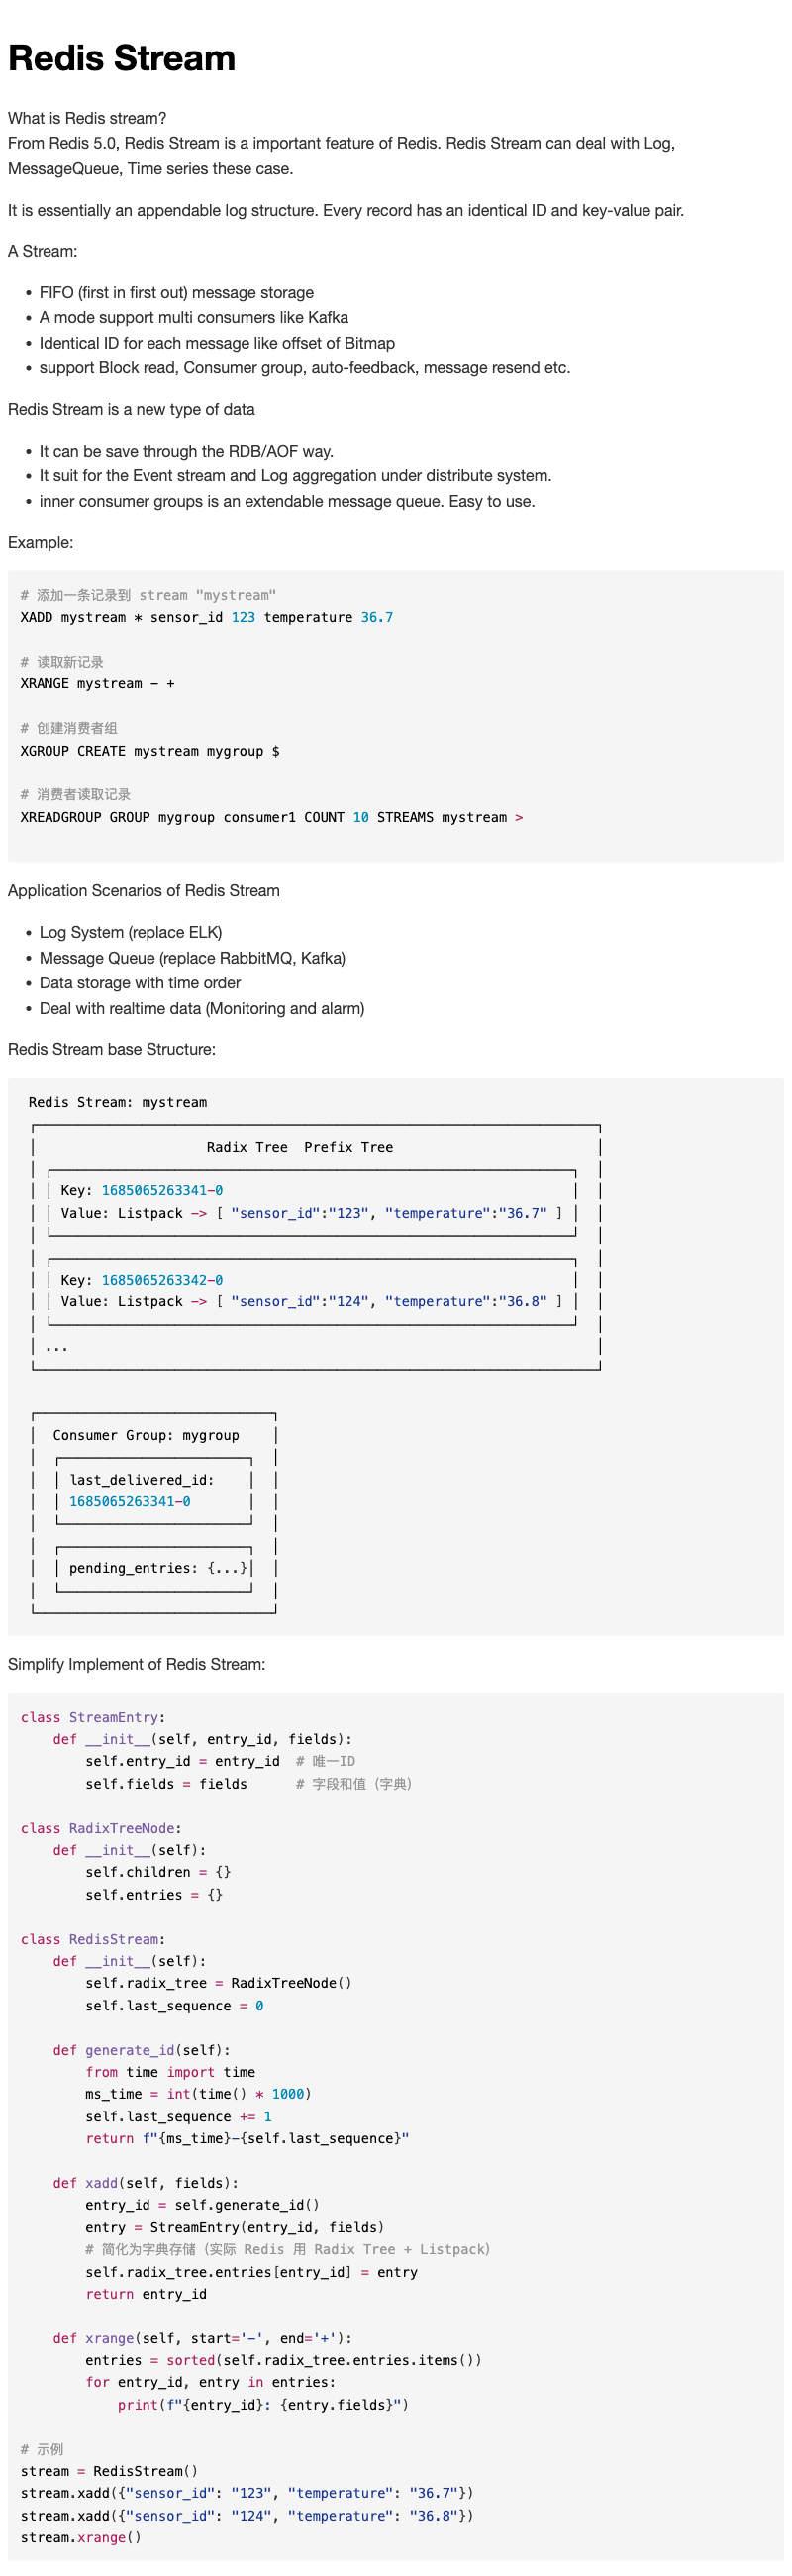 Redis Stream
What is Redis stream?
From Redis 5.0, Redis Stream is a important feature of Redis. Redis Stream can deal with Log,
MessageQueue, Time series these case.
It is essentially an appendable log structure. Every record has an identical ID and key-value pair.
A Stream:
• FIFO (first in first out) message storage
• A mode support multi consumers like Kafka
• Identical ID for each message like offset of Bitmap
• support Block read, Consumer group, auto-feedback, message resend etc.
Redis Stream is a new type of data
• It can be save through the RDB/AOF way.
• It suit for the Event stream and Log aggregation under distribute system.
• inner consumer groups is an extendable message queue. Easy to use.
Example:
# 添加一条记录到 stream "mystream"
XADD mystream * sensor_id 123 temperature 36.7
# 读取新记录
XRANGE mystream - +
# 创建消费者组
XGROUP CREATE mystream mygroup $
# 消费者读取记录
XREADGROUP GROUP mygroup consumer1 COUNT 10 STREAMS mystream >
Application Scenarios of Redis Stream
• Log System (replace ELK)
• Message Queue (replace RabbitMQ, Kafka)
• Data storage with time order
• Deal with realtime data (Monitoring and alarm)
Redis Stream base Structure:
Redis Stream: mystream
Radix Tree  Prefix Tree
Key: 1685065263341-0
Value: Listpack -> [ "sensor_id":"123", "temperature":"36.7" ]
Key: 1685065263342-0
Value: Listpack -> [ "sensor_id":"124", "temperature":"36.8" ]
...
Consumer Group: mygroup
last_delivered_id:
1685065263341-0
pending_entries: {...}
Simplify Implement of Redis Stream:
class StreamEntry:
    def __init__(self, entry_id, fields):
        self.entry_id = entry_id  # 唯一ID
        self.fields = fields      # 字段和值（字典）
class RadixTreeNode:
    def __init__(self):
        self.children = {}
        self.entries = {}
class RedisStream:
    def __init__(self):
        self.radix_tree = RadixTreeNode()
        self.last_sequence = 0
    def generate_id(self):
        from time import time
        ms_time = int(time() * 1000)
        self.last_sequence += 1
        return f"{ms_time}-{self.last_sequence}"
    def xadd(self, fields):
        entry_id = self.generate_id()
        entry = StreamEntry(entry_id, fields)
        # 简化为字典存储（实际 Redis 用 Radix Tree + Listpack）
        self.radix_tree.entries[entry_id] = entry
        return entry_id
    def xrange(self, start='-', end='+'):
        entries = sorted(self.radix_tree.entries.items())
        for entry_id, entry in entries:
            print(f"{entry_id}: {entry.fields}")
# 示例
stream = RedisStream()
stream.xadd({"sensor_id": "123", "temperature": "36.7"})
stream.xadd({"sensor_id": "124", "temperature": "36.8"})
stream.xrange()